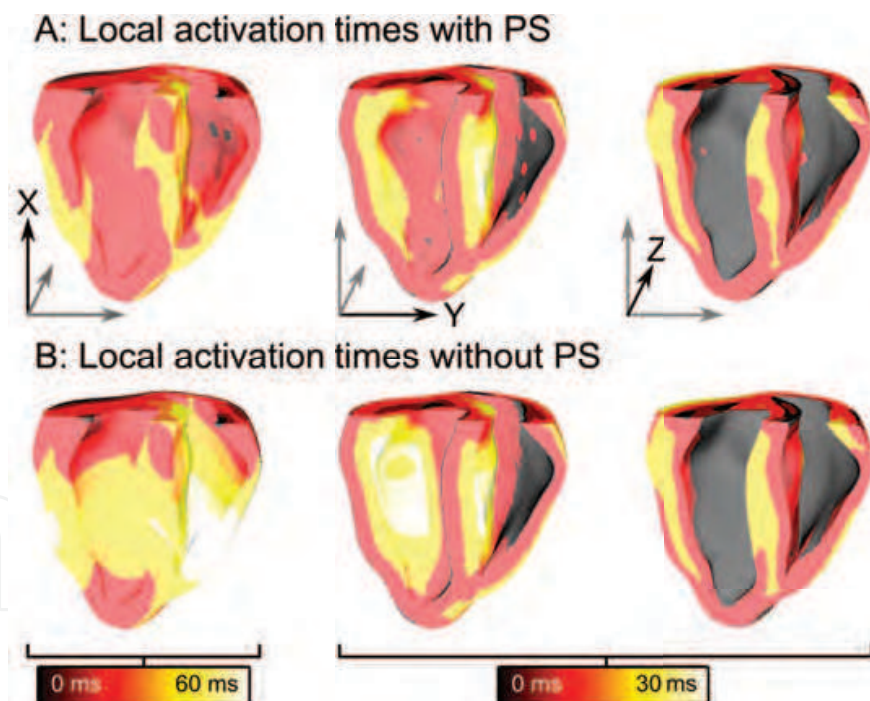 A: Local activation times with PS
X
Y
Z
B: Local activation times without PS
0 ms 60 ms
0 ms 30 ms